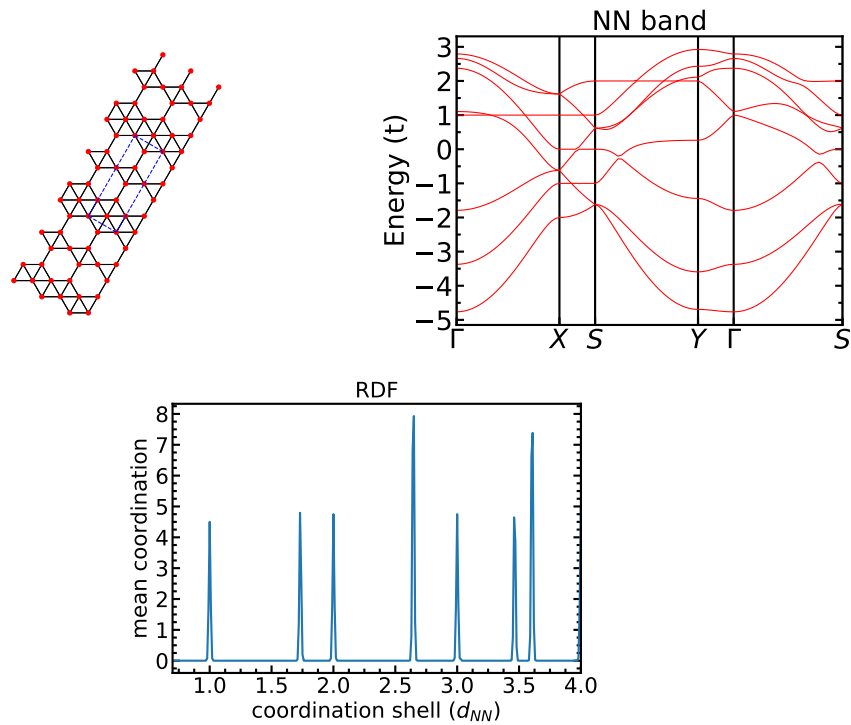 NN band
Energy (t)
3
2
1
0
−1
−2
−3
−4
−5
Γ X S Y Γ S
RDF
mean coordination
8
7
6
5
4
3
2
1
0
1.0 1.5 2.0 2.5 3.0 3.5 4.0
coordination shell (d_{NN})